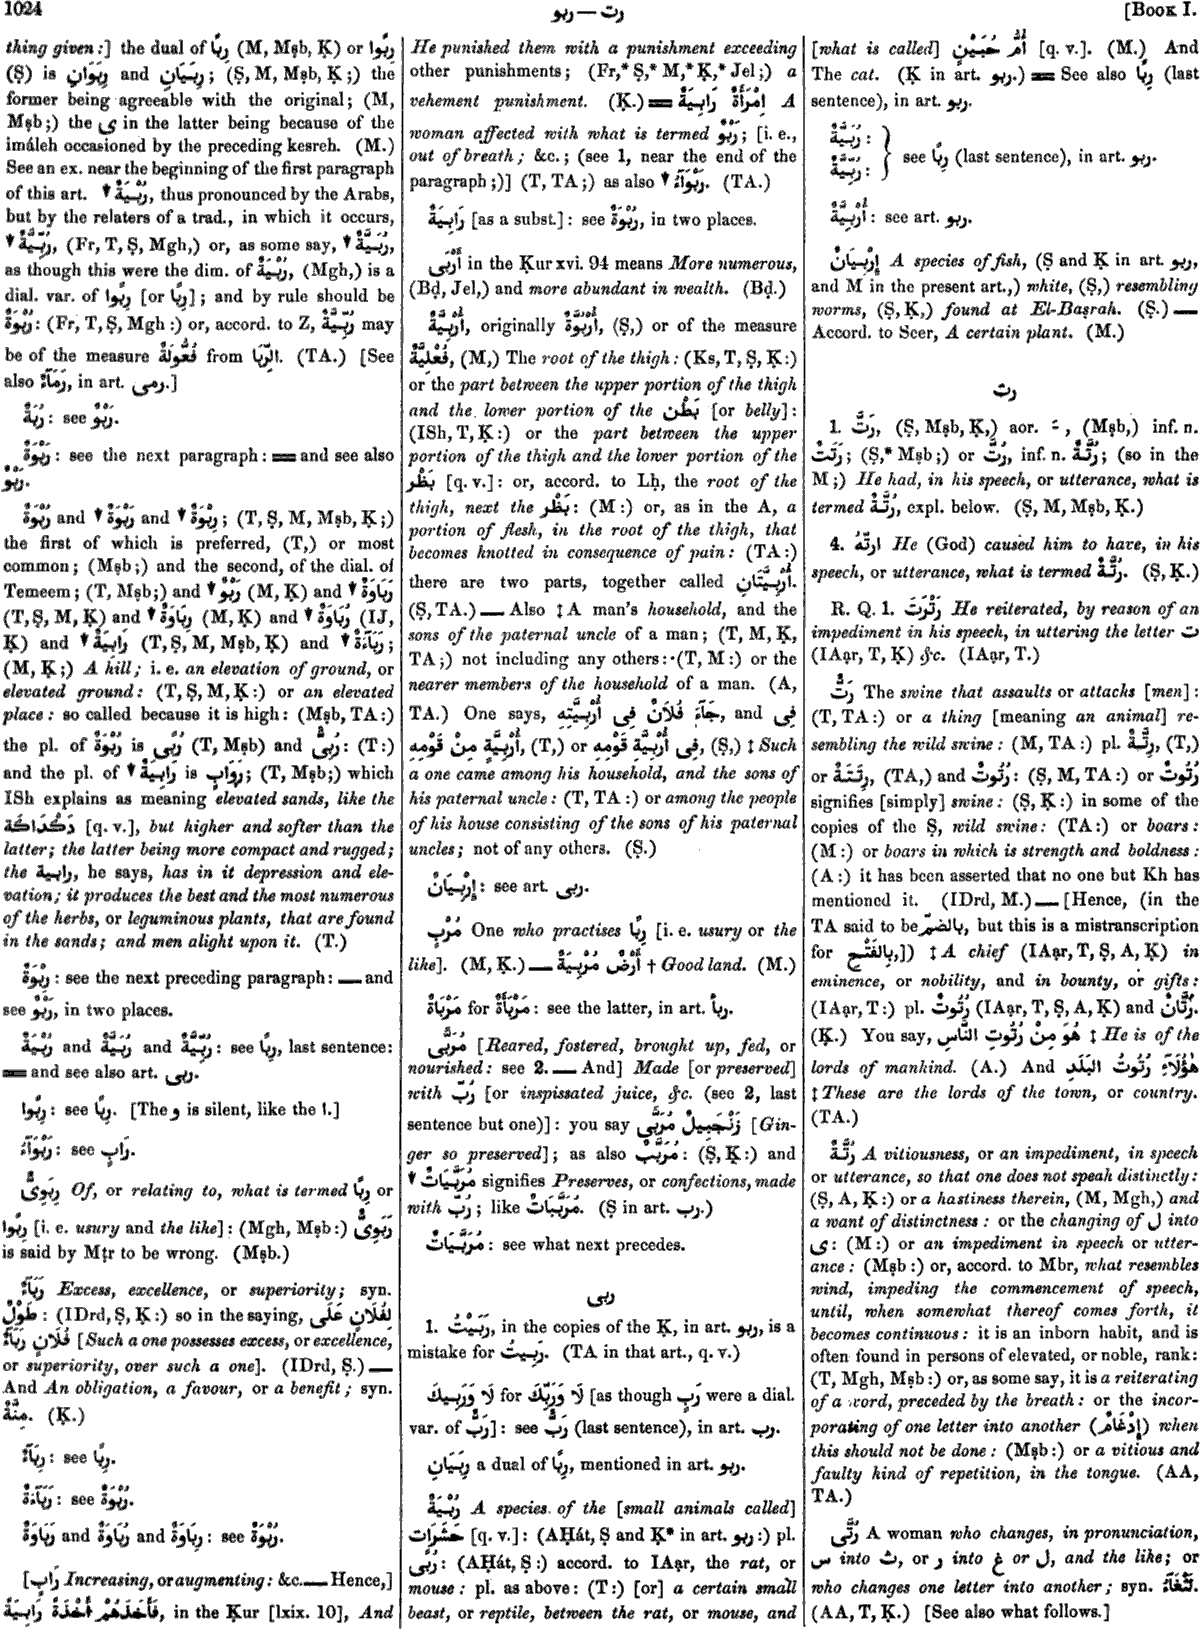 1024
ربو — رت
[BOOK I.
thing given:] the dual of رِبًا (M, Mṣb, Ḳ) or رِبٰوا
(Ṣ) is رِبَوَانِ and رِبَيَانِ; (Ṣ, M, Mṣb, Ḳ;) the
former being agreeable with the original; (M,
Mṣb;) the ى in the latter being because of the
imáleh occasioned by the preceding kesreh. (M.)
See an ex. near the beginning of the first paragraph
of this art. ↓ رُبْيَةٌ, thus pronounced by the Arabs,
but by the relaters of a trad., in which it occurs,
↓ رُبِّيَّةٌ, (Fr, T, Ṣ, Mgh,) or, as some say, ↓ رُبَيَّةٌ,
as though this were the dim. of رُبْيَةٌ, (Mgh,) is a
dial. var. of رِبٰوا [or رِبًا]; and by rule should be
رُبْوَةٌ: (Fr, T, Ṣ, Mgh:) or, accord. to Z, رُبِّيَّةٌ may
be of the measure فُعُّولَةٌ from الرِّبَا. (TA.) [See
also رَمَآءٌ, in art. رمى.]
رُبَةٌ: see رَبْوٌ.
رَبْوَةٌ: see the next paragraph: == and see also
رَبْوٌ.
رُبْوَةٌ and ↓ رَبْوَةٌ and ↓ رِبْوَةٌ; (T, Ṣ, M, Mṣb, Ḳ;)
the first of which is preferred, (T,) or most
common; (Mṣb;) and the second, of the dial. of
Temeem; (T, Mṣb;) and ↓ رَبْوٌ (M, Ḳ) and ↓ رَبَاوَةٌ
(T, Ṣ, M, Ḳ) and ↓ رِبَاوَةٌ (M, Ḳ) and ↓ رُبَاوَةٌ (IJ,
Ḳ) and ↓ رَابِيَةٌ (T, Ṣ, M, Mṣb, Ḳ) and ↓ رَبَآءَةٌ;
(M, Ḳ;) A hill; i. e. an elevation of ground, or
elevated ground: (T, Ṣ, M, Ḳ:) or an elevated
place: so called because it is high: (Mṣb, TA:)
the pl. of رُبْوَةٌ is رُبًى (T, Mṣb) and رُبِىٌّ: (T:)
and the pl. of ↓ رَابِيَةٌ is رَوَابٍ; (T, Mṣb;) which
ISh explains as meaning elevated sands, like the
دَكْدَاكَة [q. v.], but higher and softer than the
latter; the latter being more compact and rugged;
the رابية, he says, has in it depression and ele-
vation; it produces the best and the most numerous
of the herbs, or leguminous plants, that are found
in the sands; and men alight upon it. (T.)
رِبْوَةٌ: see the next preceding paragraph: — and
see رَبْوٌ, in two places.
رُبْيَةٌ and رُبَيَّةٌ and رُبِّيَّةٌ: see رِبًا, last sentence:
== and see also art. ربى.
رِبٰوا: see رِبًا. [The و is silent, like the ا.]
رَبْوَآءُ: see رَابٍ.
رِبَوِىٌّ Of, or relating to, what is termed رِبًا or
رِبٰوا [i. e. usury and the like]: (Mgh, Mṣb:) رَبَوِىٌّ
is said by Mṭr to be wrong. (Mṣb.)
رَبَآءٌ Excess, excellence, or superiority; syn.
طَوْلٌ: (IDrd, Ṣ, Ḳ:) so in the saying, لِفُلَانٍ عَلَى
فُلَانٍ رَبَآءٌ [Such a one possesses excess, or excellence,
or superiority, over such a one]. (IDrd, Ṣ.) —
And An obligation, a favour, or a benefit; syn.
مِنَّةٌ. (Ḳ.)
رِبَآءٌ: see رِبًا.
رَبَآءَةٌ: see رُبْوَةٌ.
رَبَاوَةٌ and رُبَاوَةٌ and رِبَاوَةٌ: see رُبْوَةٌ.
[رَابٍ Increasing, or augmenting: &c. — Hence,]
فَأَخَذَهُمْ أَخْذَةً رَابِيَةً, in the Ḳur [lxix. 10], And
He punished them with a punishment exceeding
other punishments; (Fr,* Ṣ,* M,* Ḳ,* Jel;) a
vehement punishment. (Ḳ.) == اِمْرَأَةٌ رَابِيَةٌ A
woman affected with what is termed رَبْو; [i. e.,
out of breath; &c.; (see 1, near the end of the
paragraph;)] (T, TA;) as also ↓ رَبْوَآءُ. (TA.)
رَابِيَةٌ [as a subst.]: see رُبْوَةٌ, in two places.
أَرْبَى in the Ḳur xvi. 94 means More numerous,
(Bḍ, Jel,) and more abundant in wealth. (Bḍ.)
أُرْبِيَّةٌ, originally أُرْبُوَّةٌ, (Ṣ,) or of the measure
فُعْلِيَّةٌ, (M,) The root of the thigh: (Ks, T, Ṣ, Ḳ:)
or the part between the upper portion of the thigh
and the lower portion of the بَطْن [or belly]:
(ISh, T, Ḳ:) or the part between the upper
portion of the thigh and the lower portion of the
بَظْر [q. v.]: or, accord. to Lḥ, the root of the
thigh, next the بَظْر: (M:) or, as in the A, a
portion of flesh, in the root of the thigh, that
becomes knotted in consequence of pain: (TA:)
there are two parts, together called أُرْبِيَّتَانِ.
(Ṣ, TA.) — Also ‡ A man's household, and the
sons of the paternal uncle of a man; (T, M, Ḳ,
TA;) not including any others: (T, M:) or the
nearer members of the household of a man. (A,
TA.) One says, جَآءَ فُلَانٌ فِى أُرْبِيَّتِهِ, and فِى
أُرْبِيَّةٍ مِنْ قَوْمِهِ, (T,) or فِى أُرْبِيَّةِ قَوْمِهِ, (Ṣ,) ‡ Such
a one came among his household, and the sons of
his paternal uncle: (T, TA:) or among the people
of his house consisting of the sons of his paternal
uncles; not of any others. (Ṣ.)
إِرْبِيَانٌ: see art. ربى.
مُرْبٍ One who practises رِبًا [i. e. usury or the
like]. (M, Ḳ.) — أَرْضٌ مُرْبِيَةٌ † Good land. (M.)
مَرْبَاةٌ for مَرْبَأَةٌ: see the latter, in art. ربأ.
مُرَبًّى [Reared, fostered, brought up, fed, or
nourished: see 2. — And] Made [or preserved]
with رُبّ [or inspissated juice, &c. (see 2, last
sentence but one)]: you say زَنْجَبِيلٌ مُرَبًّى [Gin-
ger so preserved]; as also مُرَبَّبٌ: (Ṣ, Ḳ:) and
↓ مُرَبَّيَاتٌ signifies Preserves, or confections, made
with رُبّ; like مُرَبَّبَاتٌ. (Ṣ in art. رب.)
مُرَبَّيَاتٌ: see what next precedes.
ربى
1. رَبَيْتُ, in the copies of the Ḳ, in art. ربو, is a
mistake for رَبِيتُ. (TA in that art., q. v.)
لَا وَرَبِيكَ for لَا وَرَبِّكَ [as though رَبٍ were a dial.
var. of رَبٌّ]: see رَبٌّ (last sentence), in art. رب.
رِبَيَانِ a dual of رِبًا, mentioned in art. ربو.
رُبْيَةٌ A species of the [small animals called]
حَشَرَات [q. v.]: (AḤát, Ṣ and Ḳ* in art. ربو:) pl.
رُبًى: (AḤát, Ṣ:) accord. to IAạr, the rat, or
mouse: pl. as above: (T:) [or] a certain small
beast, or reptile, between the rat, or mouse, and
[what is called] أُمُّ حُبَيْنٍ [q. v.]. (M.) And
The cat. (Ḳ in art. ربو.) == See also رِبًا (last
sentence), in art. ربو.
رُبَيَّةٌ:
رُبِّيَّةٌ: } see رِبًا (last sentence), in art. ربو.
أُرْبِيَّةٌ: see art. ربو.
إِرْبِيَانٌ A species of fish, (Ṣ and Ḳ in art. ربو,
and M in the present art.,) white, (Ṣ,) resembling
worms, (Ṣ, Ḳ,) found at El-Baṣrah. (Ṣ.) —
Accord. to Seer, A certain plant. (M.)
رت
1. رَتَّ, (Ṣ, Mṣb, Ḳ,) aor. ـَ , (Mṣb,) inf. n.
رَتَتٌ; (Ṣ,* Mṣb;) or رُتَّ, inf. n. رُتَّةٌ; (so in the
M;) He had, in his speech, or utterance, what is
termed رُتَّةٌ, expl. below. (Ṣ, M, Mṣb, Ḳ.)
4. ارتّهُ He (God) caused him to have, in his
speech, or utterance, what is termed رُتَّةٌ. (Ṣ, Ḳ.)
R. Q. 1. رَتْرَتَ He reiterated, by reason of an
impediment in his speech, in uttering the letter ت
(IAạr, T, Ḳ) &c. (IAạr, T.)
رَتٌّ The swine that assaults or attacks [men]:
(T, TA:) or a thing [meaning an animal] re-
sembling the wild swine: (M, TA:) pl. رِتَّةٌ, (T,)
or رِتَتَةٌ, (TA,) and رُتُوتٌ: (Ṣ, M, TA:) or رُتُوتٌ
signifies [simply] swine: (Ṣ, Ḳ:) in some of the
copies of the Ṣ, wild swine: (TA:) or boars:
(M:) or boars in which is strength and boldness:
(A:) it has been asserted that no one but Kh has
mentioned it. (IDrd, M.) — [Hence, (in the
TA said to be بالضمّ, but this is a mistranscription
for بِالفَتْحِ,)] ‡ A chief (IAạr, T, Ṣ, A, Ḳ) in
eminence, or nobility, and in bounty, or gifts:
(IAạr, T:) pl. رُتُوتٌ (IAạr, T, Ṣ, A, Ḳ) and رُتَّانٌ.
(Ḳ.) You say, هُوَ مِنْ رُتُوتِ النَّاسِ ‡ He is of the
lords of mankind. (A.) And هٰؤُلَآءِ رُتُوتُ البَلَدِ
‡ These are the lords of the town, or country.
(TA.)
رُتَّةٌ A vitiousness, or an impediment, in speech
or utterance, so that one does not speak distinctly:
(Ṣ, A, Ḳ:) or a hastiness therein, (M, Mgh,) and
a want of distinctness: or the changing of ل into
ى: (M:) or an impediment in speech or utter-
ance: (Mṣb:) or, accord. to Mbr, what resembles
wind, impeding the commencement of speech,
until, when somewhat thereof comes forth, it
becomes continuous: it is an inborn habit, and is
often found in persons of elevated, or noble, rank:
(T, Mgh, Mṣb:) or, as some say, it is a reiterating
of a word, preceded by the breath: or the incor-
porating of one letter into another (إِدْغَامٌ) when
this should not be done: (Mṣb:) or a vitious and
faulty kind of repetition, in the tongue. (AA,
TA.)
رُتَّى A woman who changes, in pronunciation,
س into ث, or ر into غ or ل, and the like; or
who changes one letter into another; syn. لَثْغَآءُ.
(AA, T, Ḳ.) [See also what follows.]